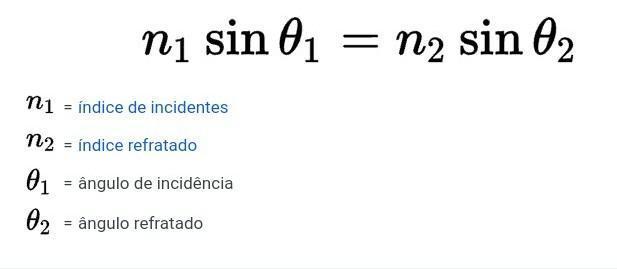 n₁ sin θ₁ = n₂ sin θ₂
n₁ = índice de incidentes
n₂ = índice refratado
θ₁ = ângulo de incidência
θ₂ = ângulo refratado